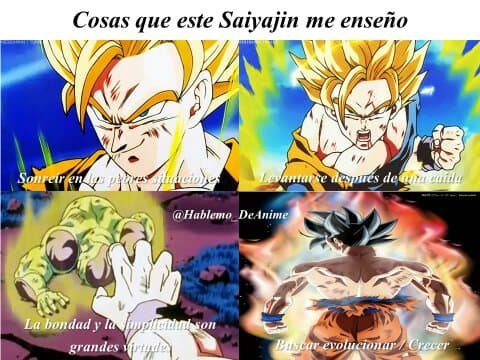 Cosas que este Saiyajin me enseño
Sonreir en las peores situaciones
Levantarse después de una caída
@Hablemo_DeAnime
La bondad y la simplicidad son
grandes virtudes
Buscar evolucionar / Crecer